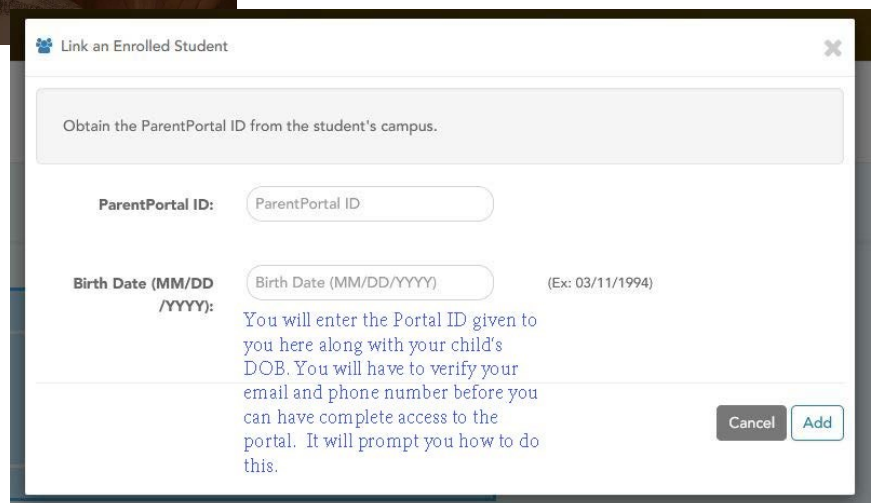 Link an Enrolled Student
Obtain the ParentPortal ID from the student's campus.
ParentPortal ID:
ParentPortal ID
Birth Date (MM/DD
/YYYY):
Birth Date (MM/DD/YYYY)
(Ex: 03/11/1994)
You will enter the Portal ID given to
you here along with your child's
DOB. You will have to verify your
email and phone number before you
can have complete access to the
portal. It will prompt you how to do
this.
Cancel
Add